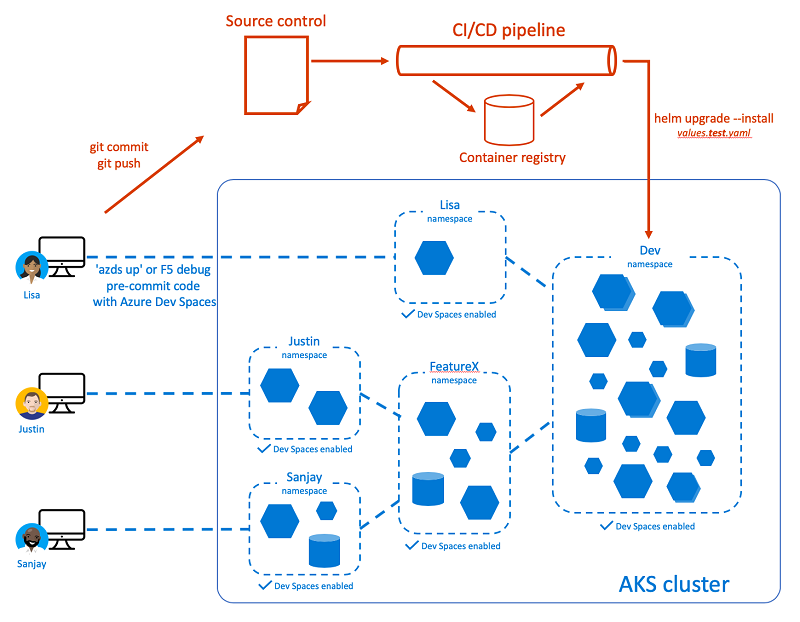 Source control
CI/CD pipeline
git commit
git push
Container registry
helm upgrade --install
values.test.yaml
Lisa
'azds up' or F5 debug
pre-commit code
with Azure Dev Spaces
Lisa
namespace
Dev Spaces enabled
Dev
namespace
Dev Spaces enabled
Justin
Justin
namespace
Dev Spaces enabled
FeatureX
namespace
Dev Spaces enabled
Sanjay
Sanjay
namespace
Dev Spaces enabled
AKS cluster